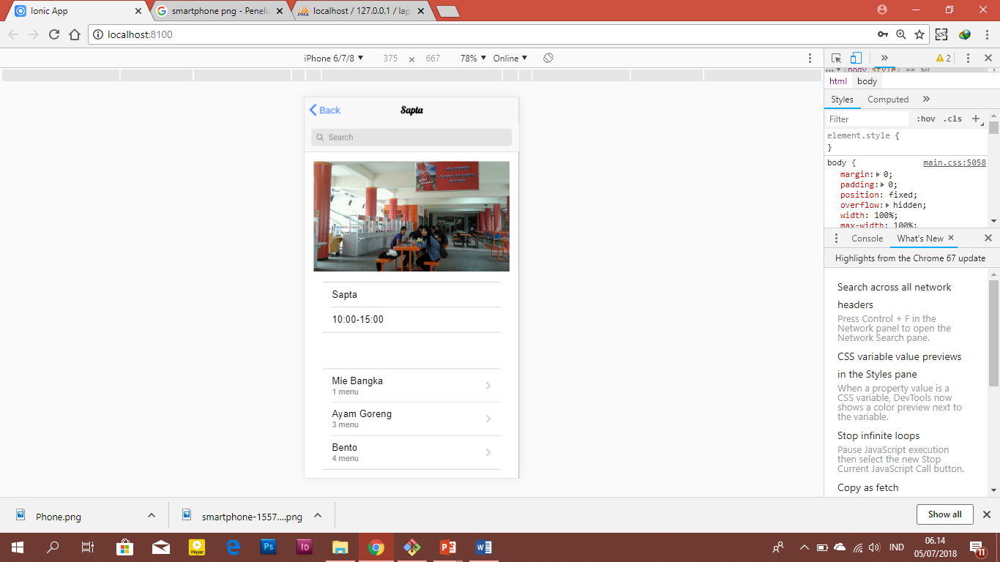 Ionic App
smartphone png - Penelu
localhost / 127.0.0.1 / lap
localhost:8100
iPhone 6/7/8 375 × 667 78% Online
2
<body style> == $0
html body
Styles Computed
Filter :hov .cls +
element.style {
}
body { main.css:5058
margin: 0;
padding: 0;
position: fixed;
overflow: hidden;
width: 100%;
max-width: 100%;
Console What's New
Highlights from the Chrome 67 update
Search across all network
headers
Press Control + F in the
Network panel to open the
Network Search pane.
CSS variable value previews
in the Styles pane
When a property value is a
CSS variable, DevTools now
shows a color preview next to
the variable.
Stop infinite loops
Pause JavaScript execution
then select the new Stop
Current JavaScript Call button.
Copy as fetch
Back Sapta
Search
Sapta
10:00-15:00
Mie Bangka
1 menu
Ayam Goreng
3 menu
Bento
4 menu
Phone.png
smartphone-1557....png
Show all
IND
06.14
05/07/2018
11